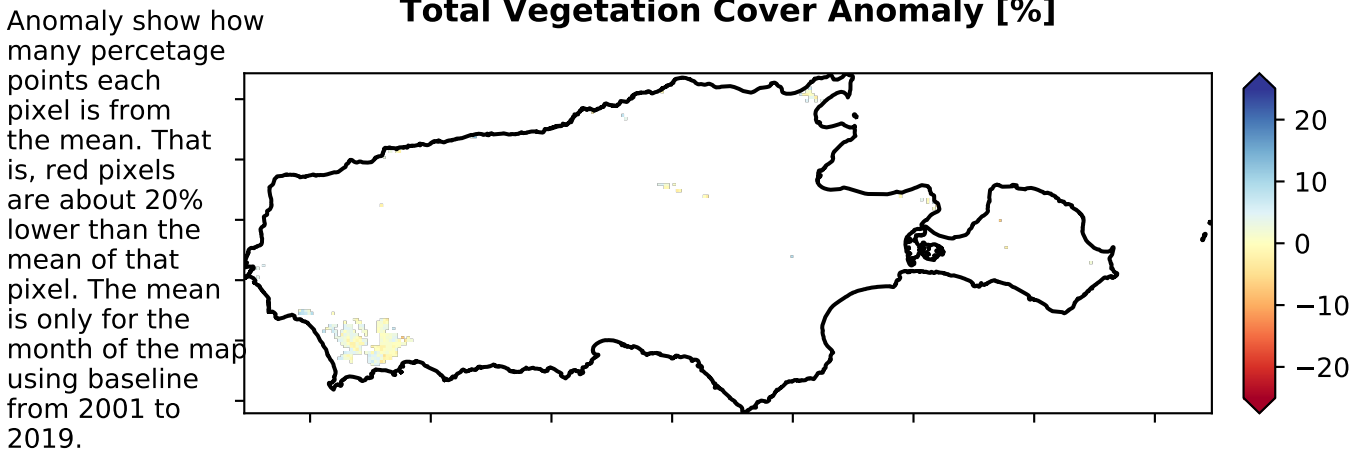 Total Vegetation Cover Anomaly [%]
Anomaly show how
many percetage
points each
pixel is from
the mean. That
is, red pixels
are about 20%
lower than the
mean of that
pixel. The mean
is only for the
month of the map
using baseline
from 2001 to
2019.
20
10
0
−10
−20